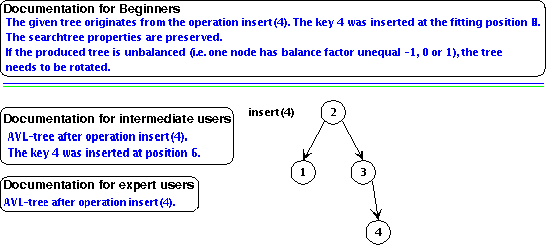 Documentation for Beginners
The given tree originates from the operation insert(4). The key 4 was inserted at the fitting position 8.
The searchtree properties are preserved.
If the produced tree is unbalanced (i.e. one node has balance factor unequal -1, 0 or 1), the tree
needs to be rotated.
Documentation for intermediate users
AVL-tree after operation insert(4).
The key 4 was inserted at position 6.
Documentation for expert users
AVL-tree after operation insert(4).
insert(4)
2
1
3
4